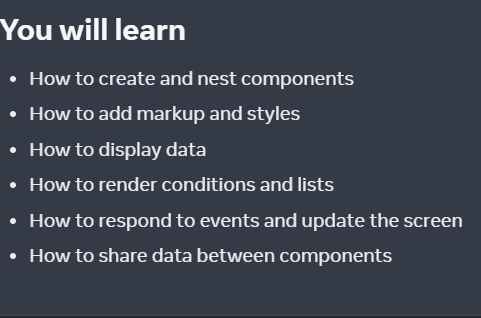 You will learn
• How to create and nest components
• How to add markup and styles
• How to display data
• How to render conditions and lists
• How to respond to events and update the screen
• How to share data between components